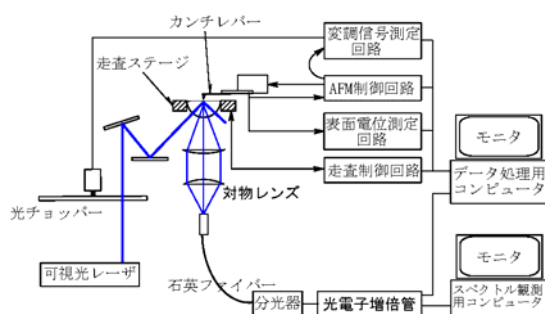 カンチレバー
変調信号測定
回路
走査ステージ
AFM制御回路
表面電位測定
回路
モニタ
走査制御回路
データ処理用
コンピュータ
対物レンズ
光チョッパー
モニタ
可視光レーザ
石英ファイバー
分光器
光電子増倍管
スペクトル観測
用コンピュータ